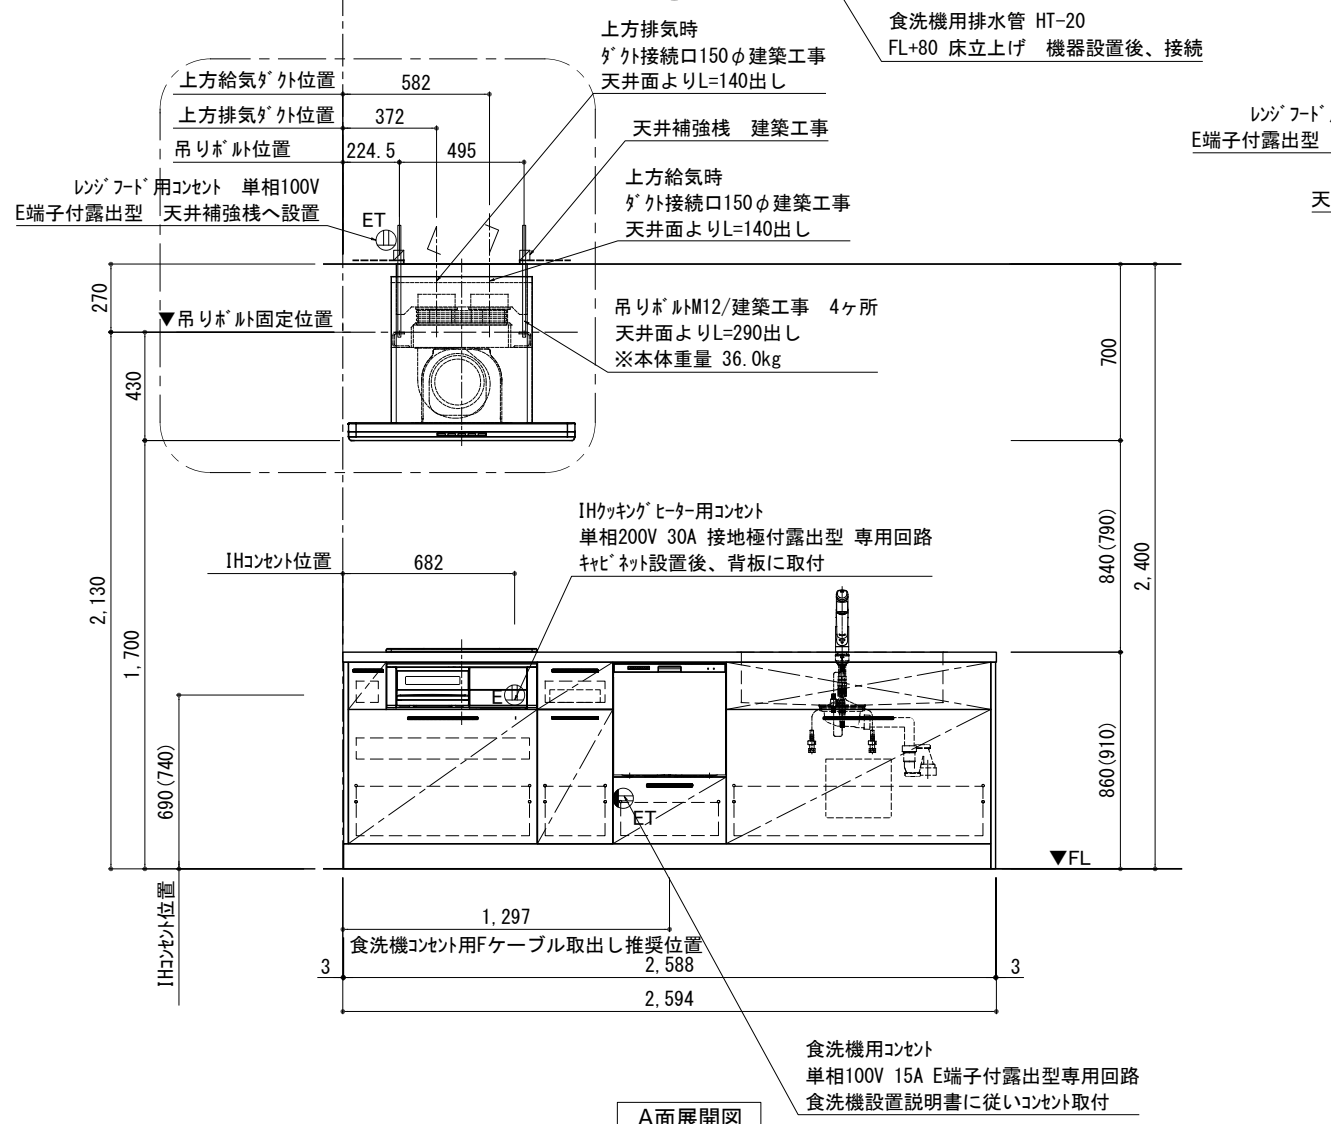 食洗機用排水管 HT-20
FL+80 床立上げ　機器設置後、接続
上方排気時
ダクト接続口150φ建築工事
天井面よりL=140出し
上方給気ダクト位置
582
上方排気ダクト位置
372
天井補強桟　建築工事
吊りボルト位置
224.5
495
レンジフード用コンセント　単相100V
E端子付露出型　天井補強桟へ設置
ET
上方給気時
ダクト接続口150φ建築工事
天井面よりL=140出し
レンジフード
E端子付露出型
天
270
▼吊りボルト固定位置
吊りボルトM12/建築工事　4ヶ所
天井面よりL=290出し
※本体重量 36.0kg
700
430
IHクッキングヒーター用コンセント
単相200V 30A 接地極付露出型 専用回路
キャビネット設置後、背板に取付
IHコンセント位置
682
840(790)
2,400
2,130
1,700
E
690(740)
860(910)
ET
▼FL
IHコンセント位置
1,297
食洗機コンセント用Fケーブル取出し推奨位置
3
2,588
3
2,594
食洗機用コンセント
単相100V 15A E端子付露出型専用回路
食洗機設置説明書に従いコンセント取付
A面展開図